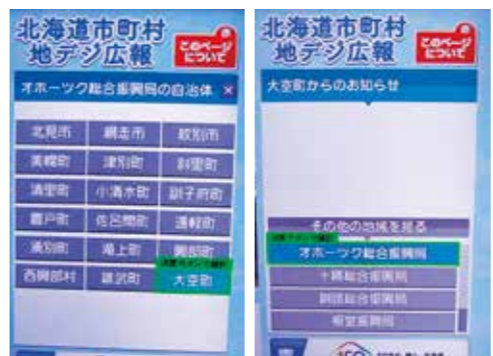 北海道市町村
地デジ広報
このページ
について
オホーツク総合振興局の自治体 ×
北見市 網走市 紋別市
美幌町 津別町 斜里町
清里町 小清水町 訓子府町
置戸町 佐呂間町 遠軽町
湧別町 滝上町 興部町
西興部村 雄武町 大空町
北海道市町村
地デジ広報
このページ
について
大空町からのお知らせ
その他の地域を見る
オホーツク総合振興局
十勝総合振興局
釧路総合振興局
根室振興局